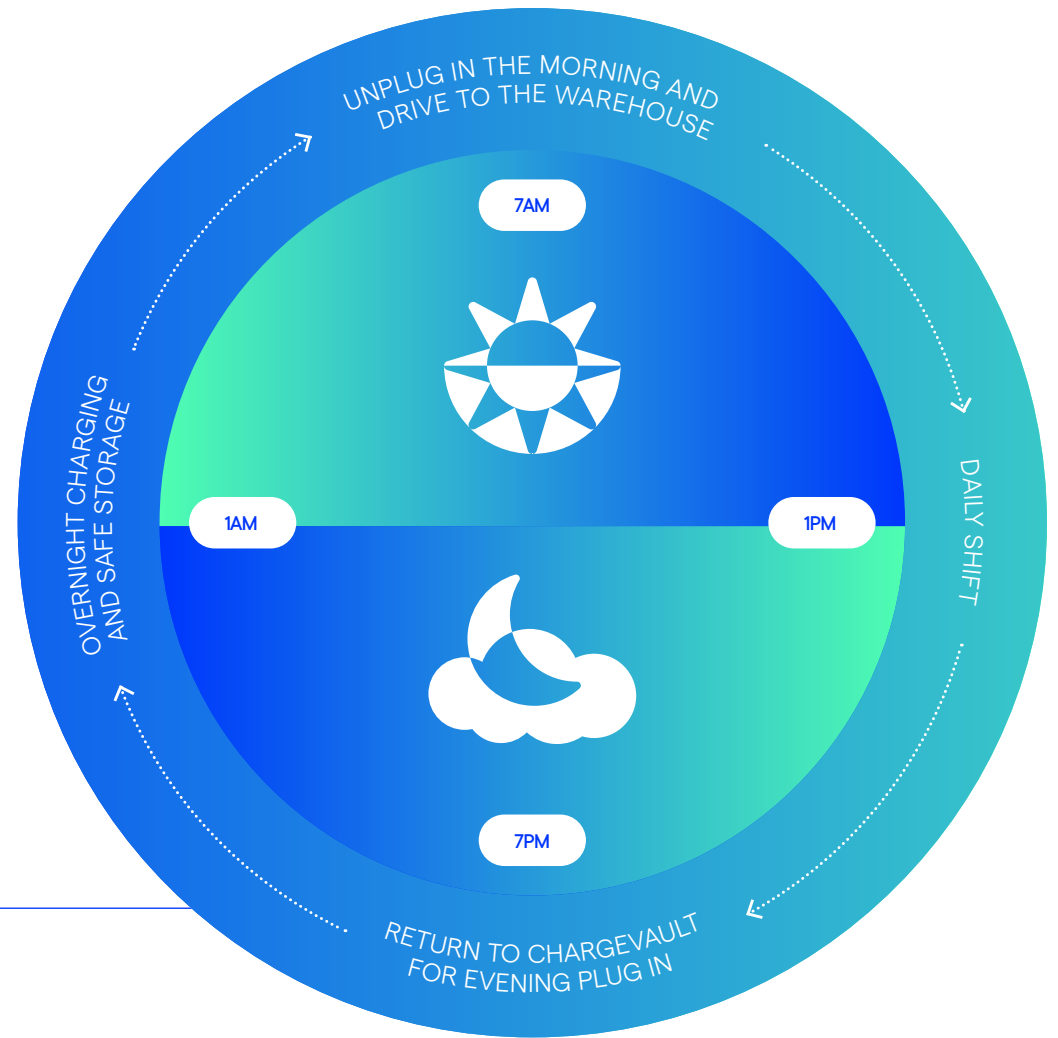 UNPLUG IN THE MORNING AND
DRIVE TO THE WAREHOUSE
7AM
1AM
1PM
OVERNIGHT CHARGING
AND SAFE STORAGE
DAILY SHIFT
7PM
RETURN TO CHARGEVAULT
FOR EVENING PLUG IN